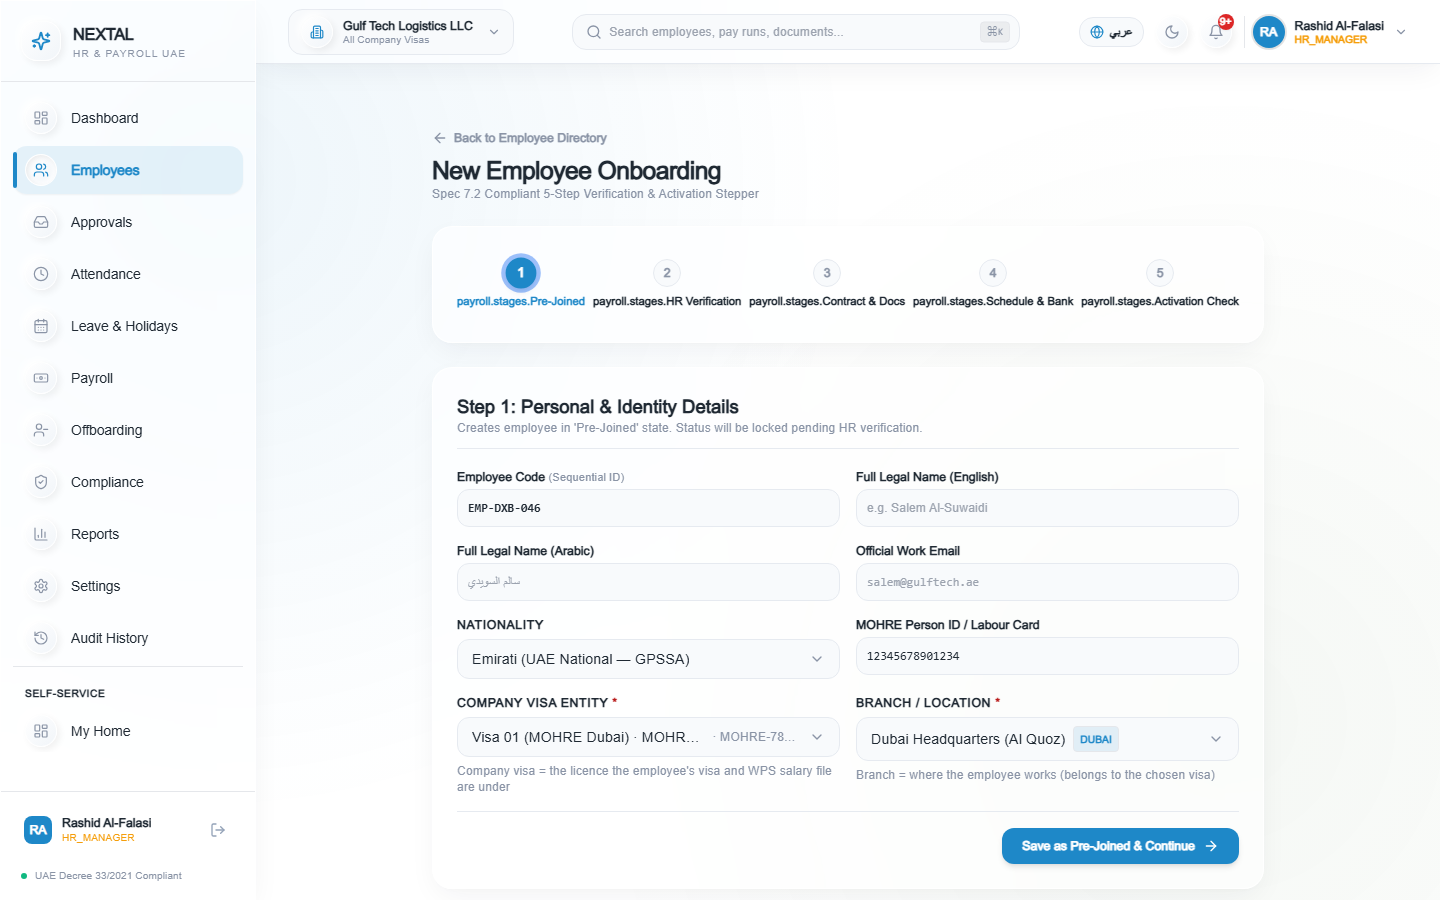 NEXTAL
HR & PAYROLL UAE
Gulf Tech Logistics LLC
All Company Visas
Search employees, pay runs, documents...
⌘K
عربي
9+
RA
Rashid Al-Falasi
HR_MANAGER
Dashboard
Employees
Approvals
Attendance
Leave & Holidays
Payroll
Offboarding
Compliance
Reports
Settings
Audit History
SELF-SERVICE
My Home
RA
Rashid Al-Falasi
HR_MANAGER
UAE Decree 33/2021 Compliant
Back to Employee Directory
New Employee Onboarding
Spec 7.2 Compliant 5-Step Verification & Activation Stepper
1 2 3 4 5
payroll.stages.Pre-Joined payroll.stages.HR Verification payroll.stages.Contract & Docs payroll.stages.Schedule & Bank payroll.stages.Activation Check
Step 1: Personal & Identity Details
Creates employee in 'Pre-Joined' state. Status will be locked pending HR verification.
Employee Code (Sequential ID)
EMP-DXB-046
Full Legal Name (English)
e.g. Salem Al-Suwaidi
Full Legal Name (Arabic)
سالم السويدي
Official Work Email
salem@gulftech.ae
NATIONALITY
Emirati (UAE National — GPSSA)
MOHRE Person ID / Labour Card
12345678901234
COMPANY VISA ENTITY *
Visa 01 (MOHRE Dubai) · MOHR... · MOHRE-78...
Company visa = the licence the employee's visa and WPS salary file
are under
BRANCH / LOCATION *
Dubai Headquarters (Al Quoz) DUBAI
Branch = where the employee works (belongs to the chosen visa)
Save as Pre-Joined & Continue